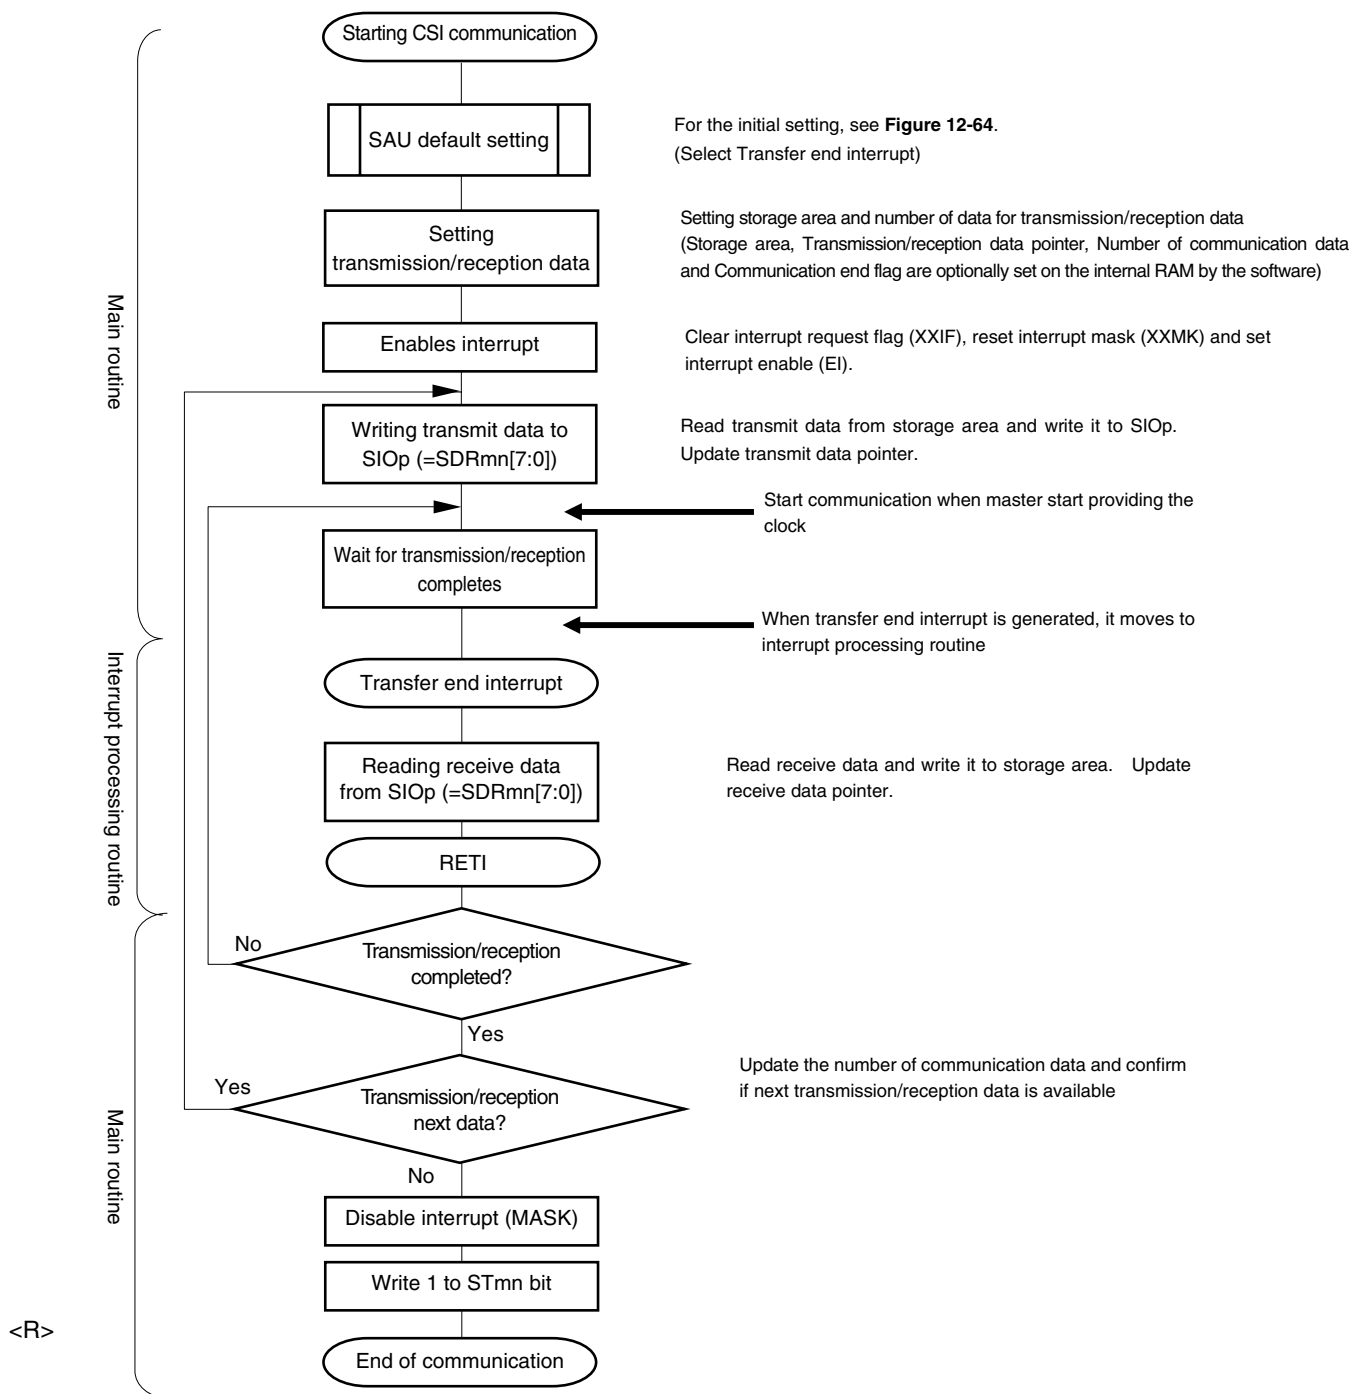 Starting CSI communication
SAU default setting
For the initial setting, see Figure 12-64.
(Select Transfer end interrupt)
Setting
transmission/reception data
Setting storage area and number of data for transmission/reception data
(Storage area, Transmission/reception data pointer, Number of communication data
and Communication end flag are optionally set on the internal RAM by the software)
Main routine
Enables interrupt
Clear interrupt request flag (XXIF), reset interrupt mask (XXMK) and set
interrupt enable (EI).
Writing transmit data to
SIOp (=SDRmn[7:0])
Read transmit data from storage area and write it to SIOp.
Update transmit data pointer.
Start communication when master start providing the
clock
Wait for transmission/reception
completes
When transfer end interrupt is generated, it moves to
interrupt processing routine
Interrupt processing routine
Transfer end interrupt
Reading receive data
from SIOp (=SDRmn[7:0])
Read receive data and write it to storage area. Update
receive data pointer.
RETI
No
Transmission/reception
completed?
Yes
Main routine
Yes
Transmission/reception
next data?
Update the number of communication data and confirm
if next transmission/reception data is available
No
Disable interrupt (MASK)
Write 1 to STmn bit
<R>
End of communication